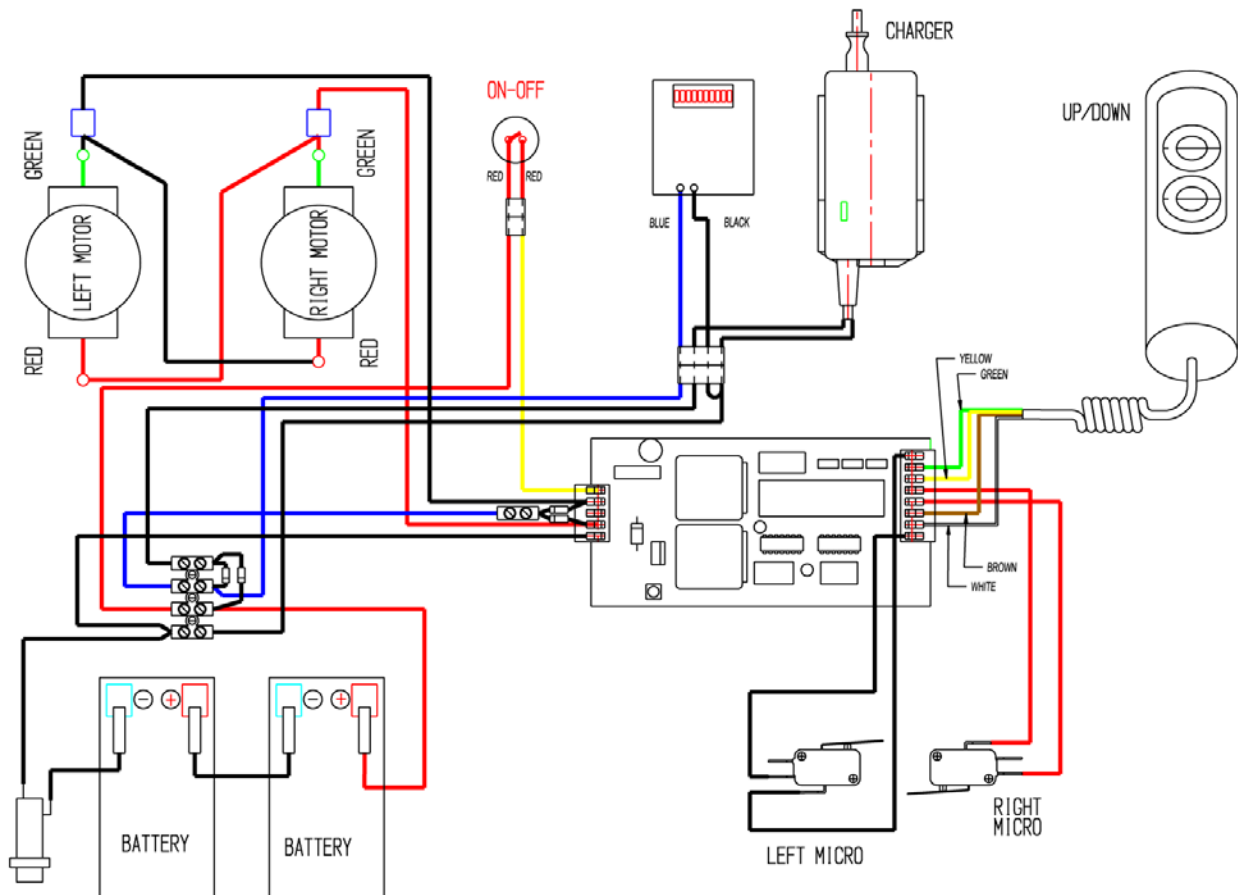 CHARGER
ON-OFF
UP/DOWN
GREEN
GREEN
RED
RED
LEFT MOTOR
RIGHT MOTOR
BLUE
BLACK
RED
RED
YELLOW
GREEN
BROWN
WHITE
BATTERY
BATTERY
LEFT MICRO
RIGHT
MICRO